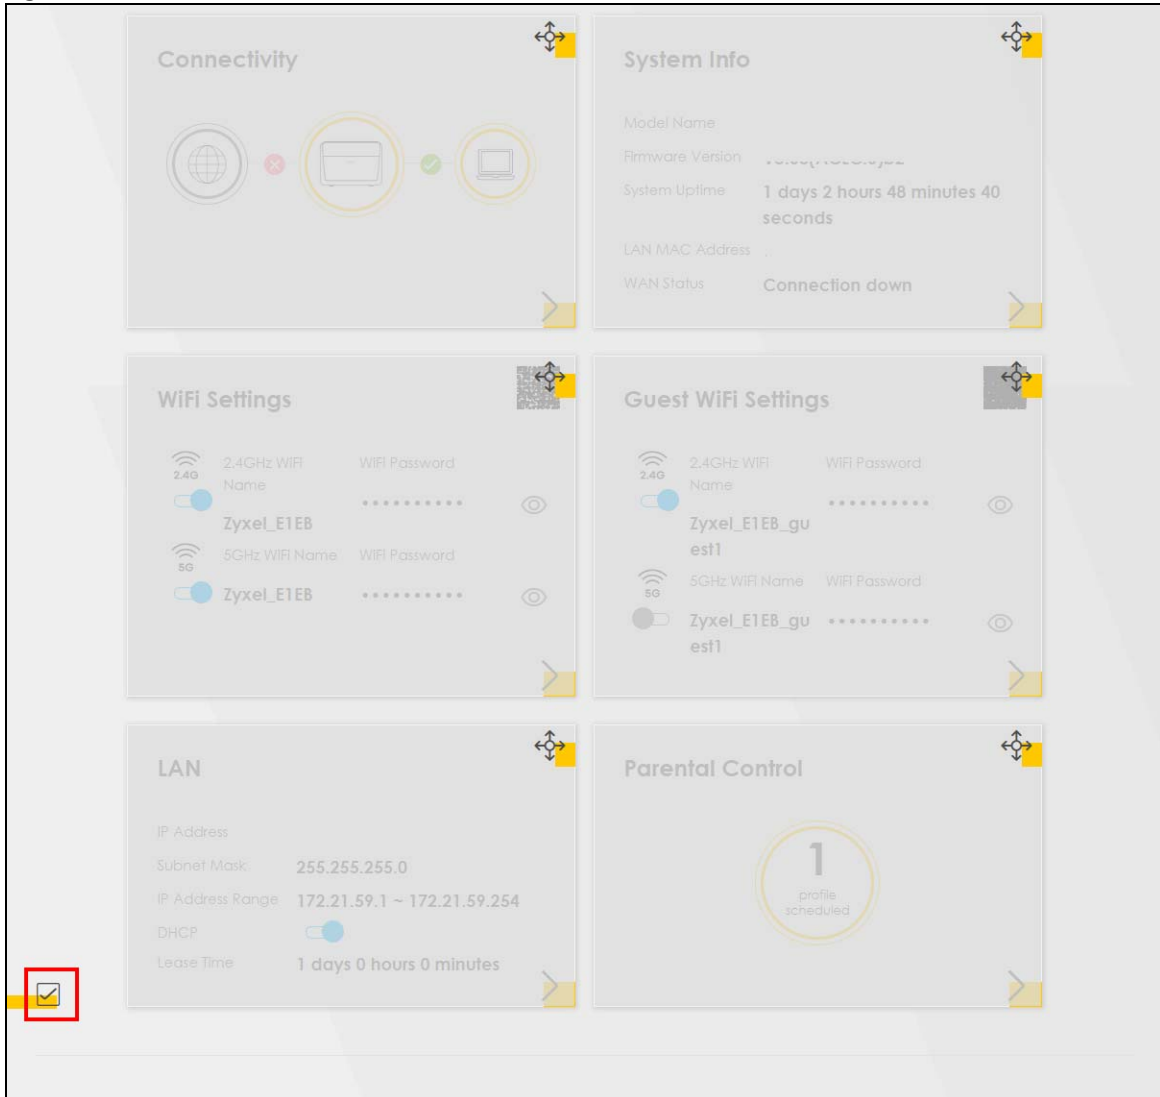 Connectivity
System Info
Model Name
Firmware Version
System Uptime 1 days 2 hours 48 minutes 40
seconds
LAN MAC Address
WAN Status Connection down
WiFi Settings
2.4G 2.4GHz WiFi WiFi Password
Name
••••••••••
Zyxel_E1EB
5G 5GHz WiFi Name WiFi Password
Zyxel_E1EB ••••••••••
Guest WiFi Settings
2.4G 2.4GHz WiFi WiFi Password
Name
••••••••••
Zyxel_E1EB_gu
est1
5G 5GHz WiFi Name WiFi Password
Zyxel_E1EB_gu ••••••••••
est1
LAN
IP Address
Subnet Mask 255.255.255.0
IP Address Range 172.21.59.1 ~ 172.21.59.254
DHCP
Lease Time 1 days 0 hours 0 minutes
Parental Control
1
profile
scheduled